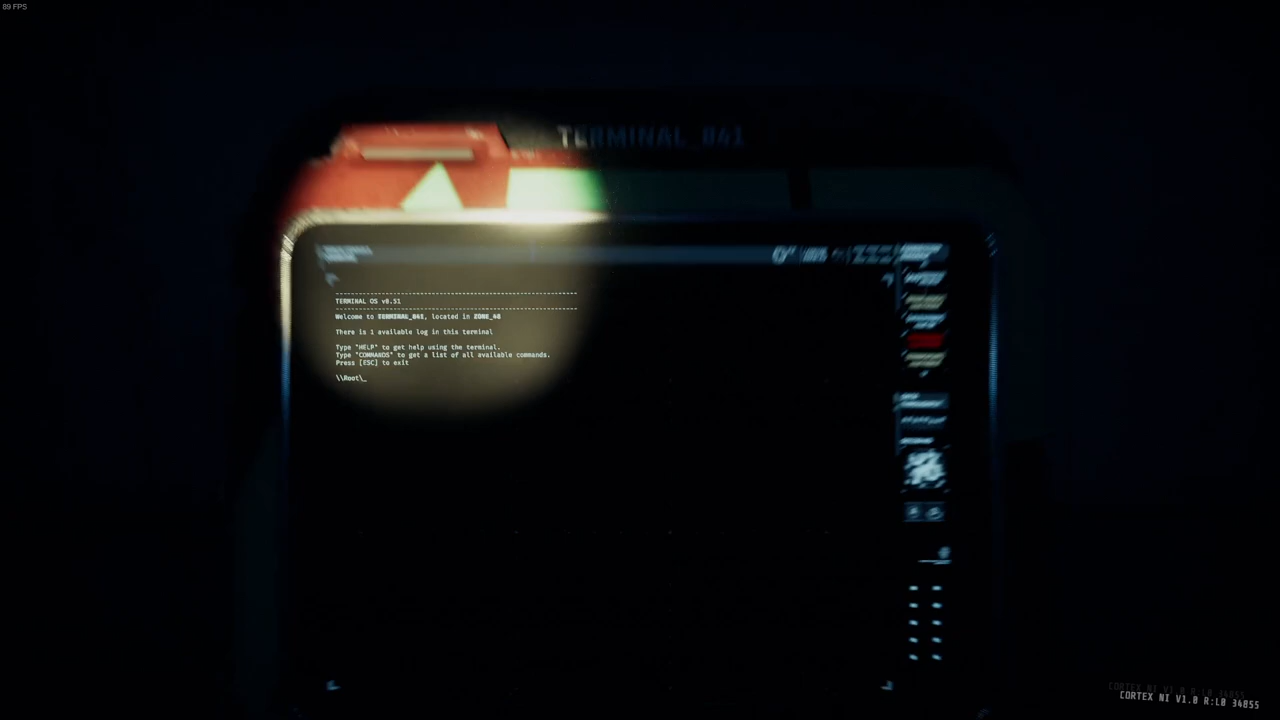 89 FPS
TERMINAL_841
TERMINAL OS v8.51
Welcome to TERMINAL_841, located in ZONE_48
There is 1 available log in this terminal
Type "HELP" to get help using the terminal.
Type "COMMANDS" to get a list of all available commands.
Press [ESC] to exit
\\Root\_
CORTEX NI V1.0 R:L0 34855